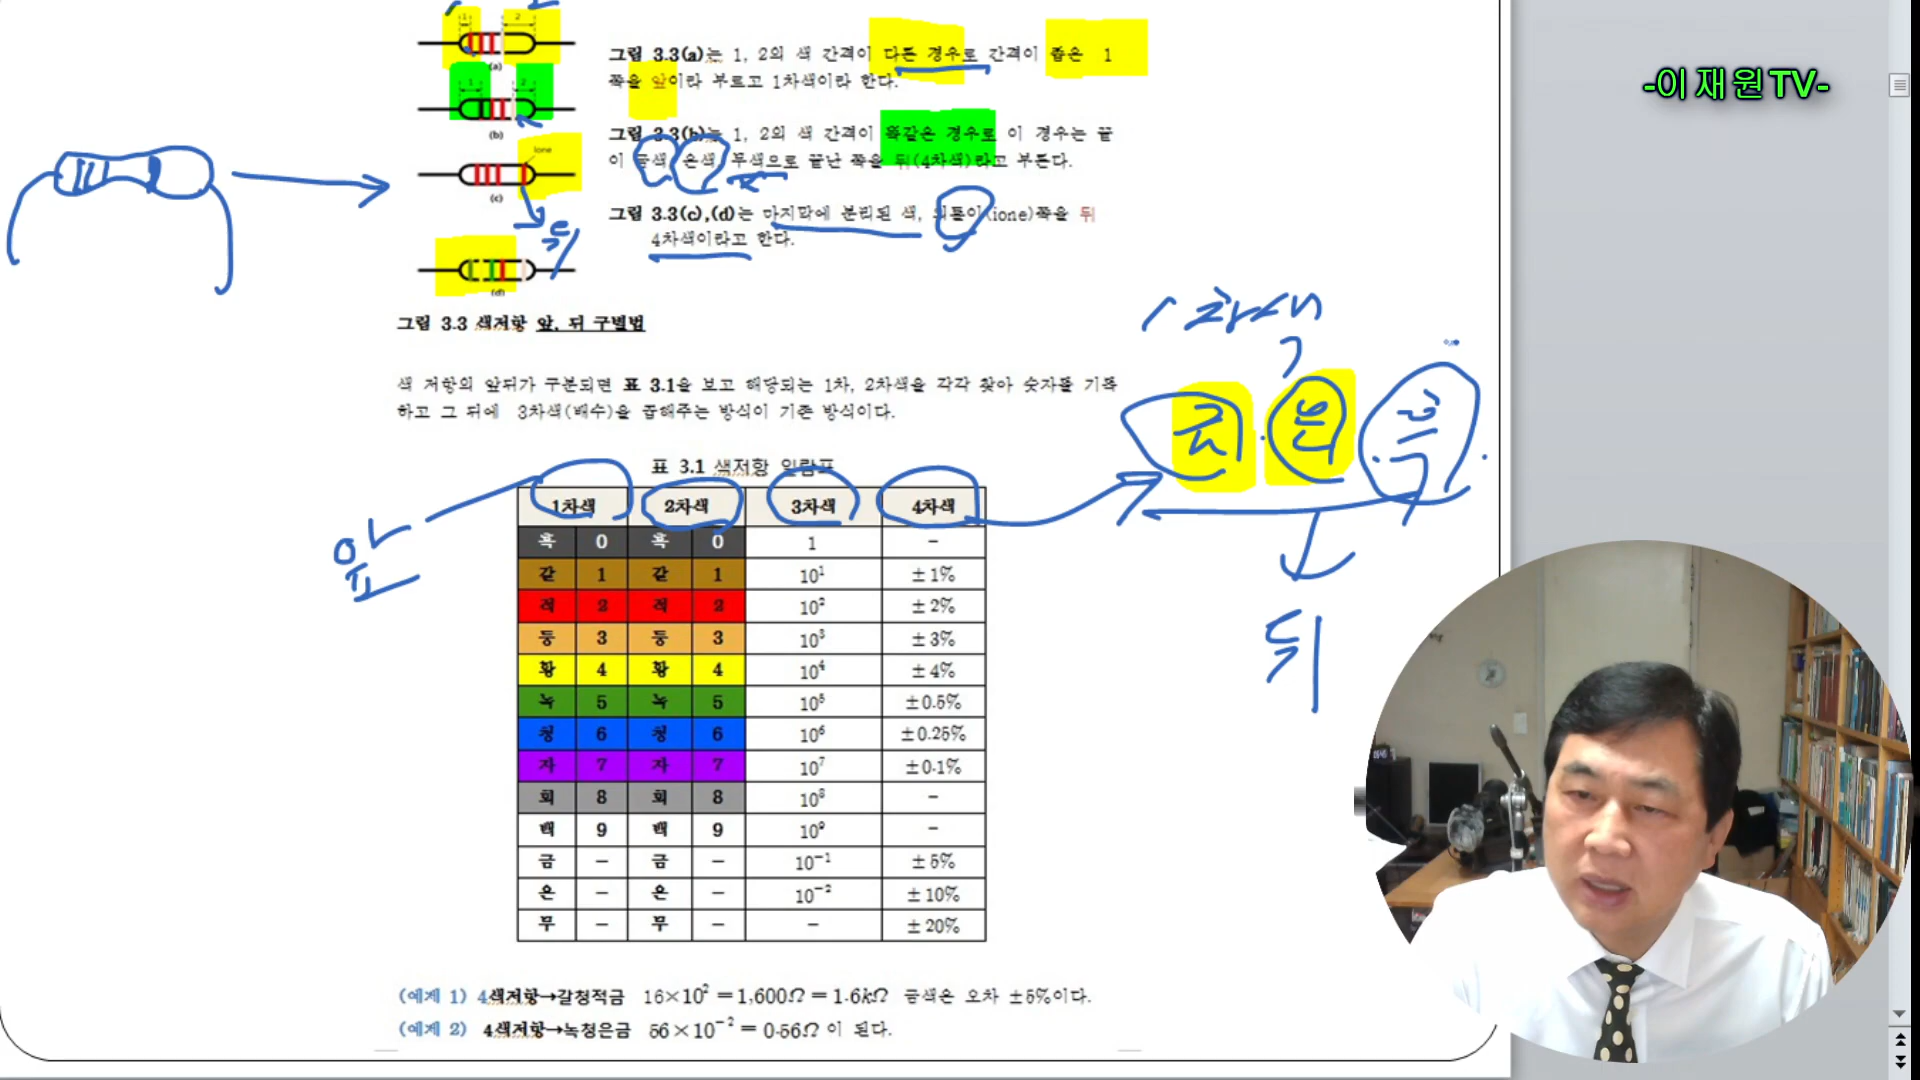 -이재원TV-
1 2
(a)
그림 3.3(a)는 1, 2의 색 간격이 다른 경우로 간격이 좁은 1
쪽을 앞이라 부르고 1차색이라 한다.
1 2
(b)
그림 3.3(b)는 1, 2의 색 간격이 똑같은 경우로 이 경우는 끝
이 금색, 은색, 무색으로 끝난 쪽을 뒤(4차색)라고 부른다.
ione
(c)
그림 3.3(c),(d)는 마지막에 분리된 색, 외톨이(ione)쪽을 뒤
4차색이라고 한다.
뒤
(d)
그림 3.3 색저항 앞, 뒤 구별법
1차색
?
금 은 무
색 저항의 앞뒤가 구분되면 표 3.1을 보고 해당되는 1차, 2차색을 각각 찾아 숫자를 기록
하고 그 뒤에 3차색(배수)을 곱해주는 방식이 기존 방식이다.
표 3.1 색저항 일람표
1차색 2차색 3차색 4차색
앞
흑 0 흑 0 1 -
갈 1 갈 1 10¹ ±1%
적 2 적 2 10² ±2%
등 3 등 3 10³ ±3%
황 4 황 4 10⁴ ±4%
녹 5 녹 5 10⁵ ±0.5%
청 6 청 6 10⁶ ±0.25%
자 7 자 7 10⁷ ±0.1%
회 8 회 8 10⁸ -
백 9 백 9 10⁹ -
금 - 금 - 10⁻¹ ±5%
은 - 은 - 10⁻² ±10%
무 - 무 - - ±20%
뒤
(예제 1) 4색저항→갈청적금 16×10² =1,600Ω =1.6kΩ 금색은 오차 ±5%이다.
(예제 2) 4색저항→녹청은금 56×10⁻² = 0.56Ω 이 된다.